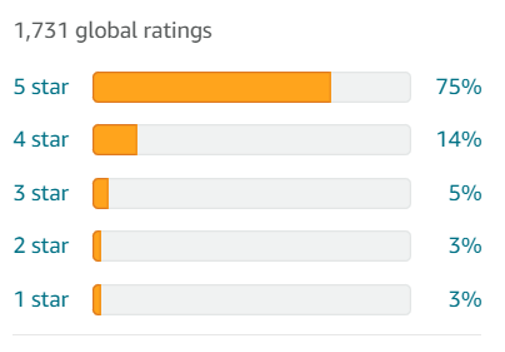 1,731 global ratings
5 star 75%
4 star 14%
3 star 5%
2 star 3%
1 star 3%